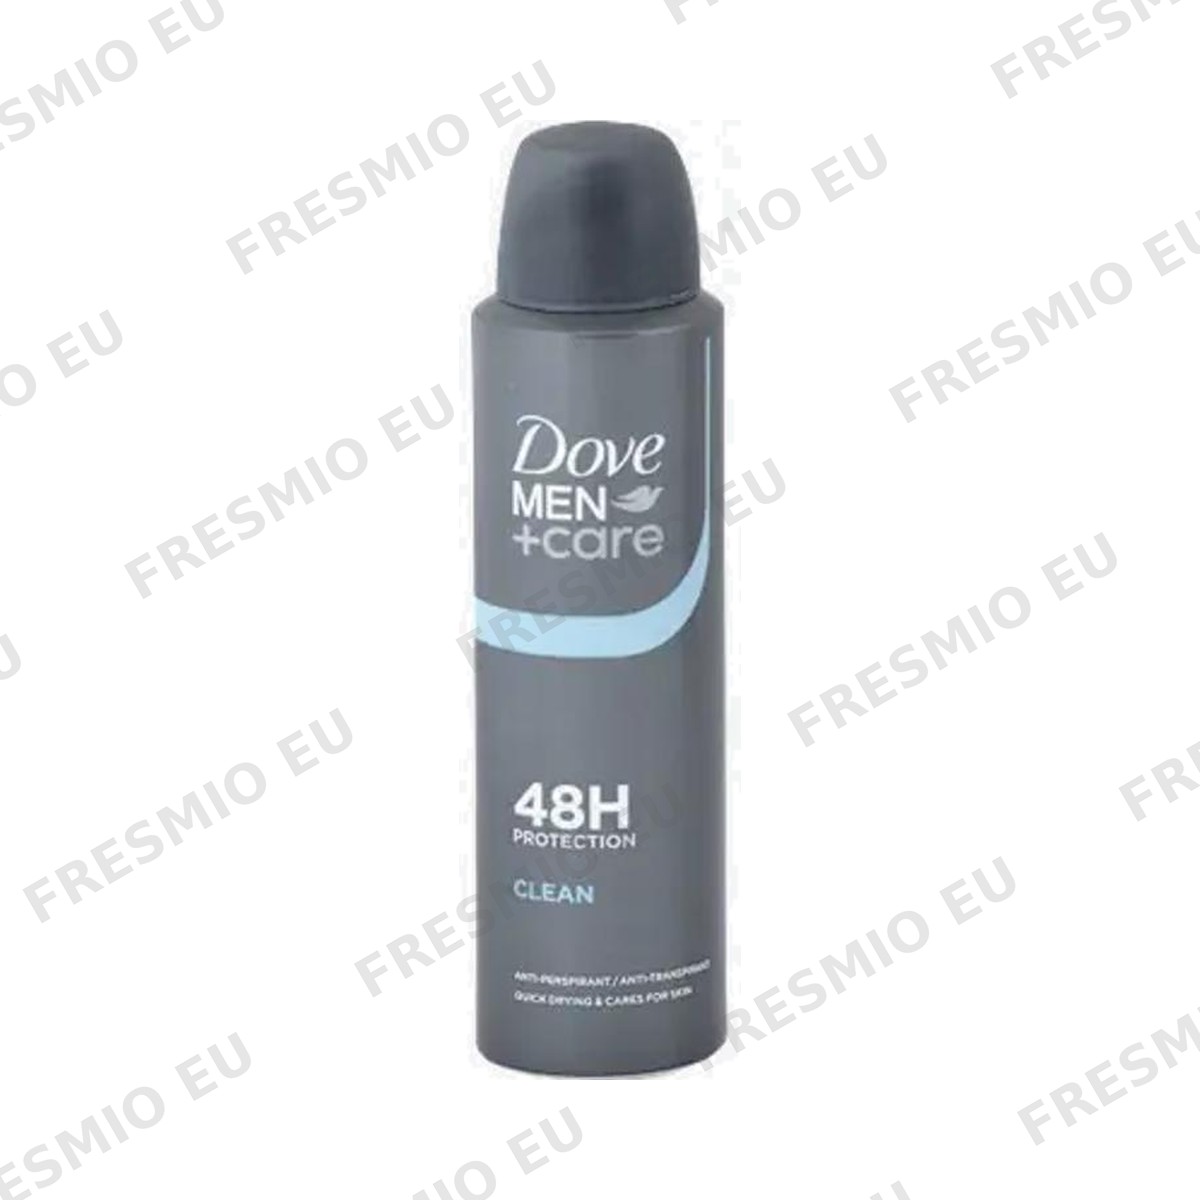 Dove
MEN
+care
48H
PROTECTION
CLEAN
ANTI-PERSPIRANT / ANTI-TRANSPIRANT
QUICK DRYING & CARES FOR SKIN
FRESMIO EU